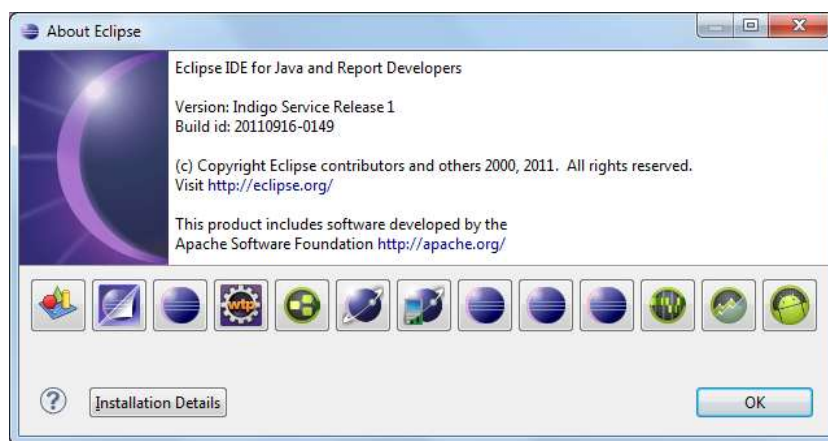 About Eclipse
Eclipse IDE for Java and Report Developers
Version: Indigo Service Release 1
Build id: 20110916-0149
(c) Copyright Eclipse contributors and others 2000, 2011.  All rights reserved.
Visit http://eclipse.org/
This product includes software developed by the
Apache Software Foundation http://apache.org/
wtp
?
Installation Details
OK